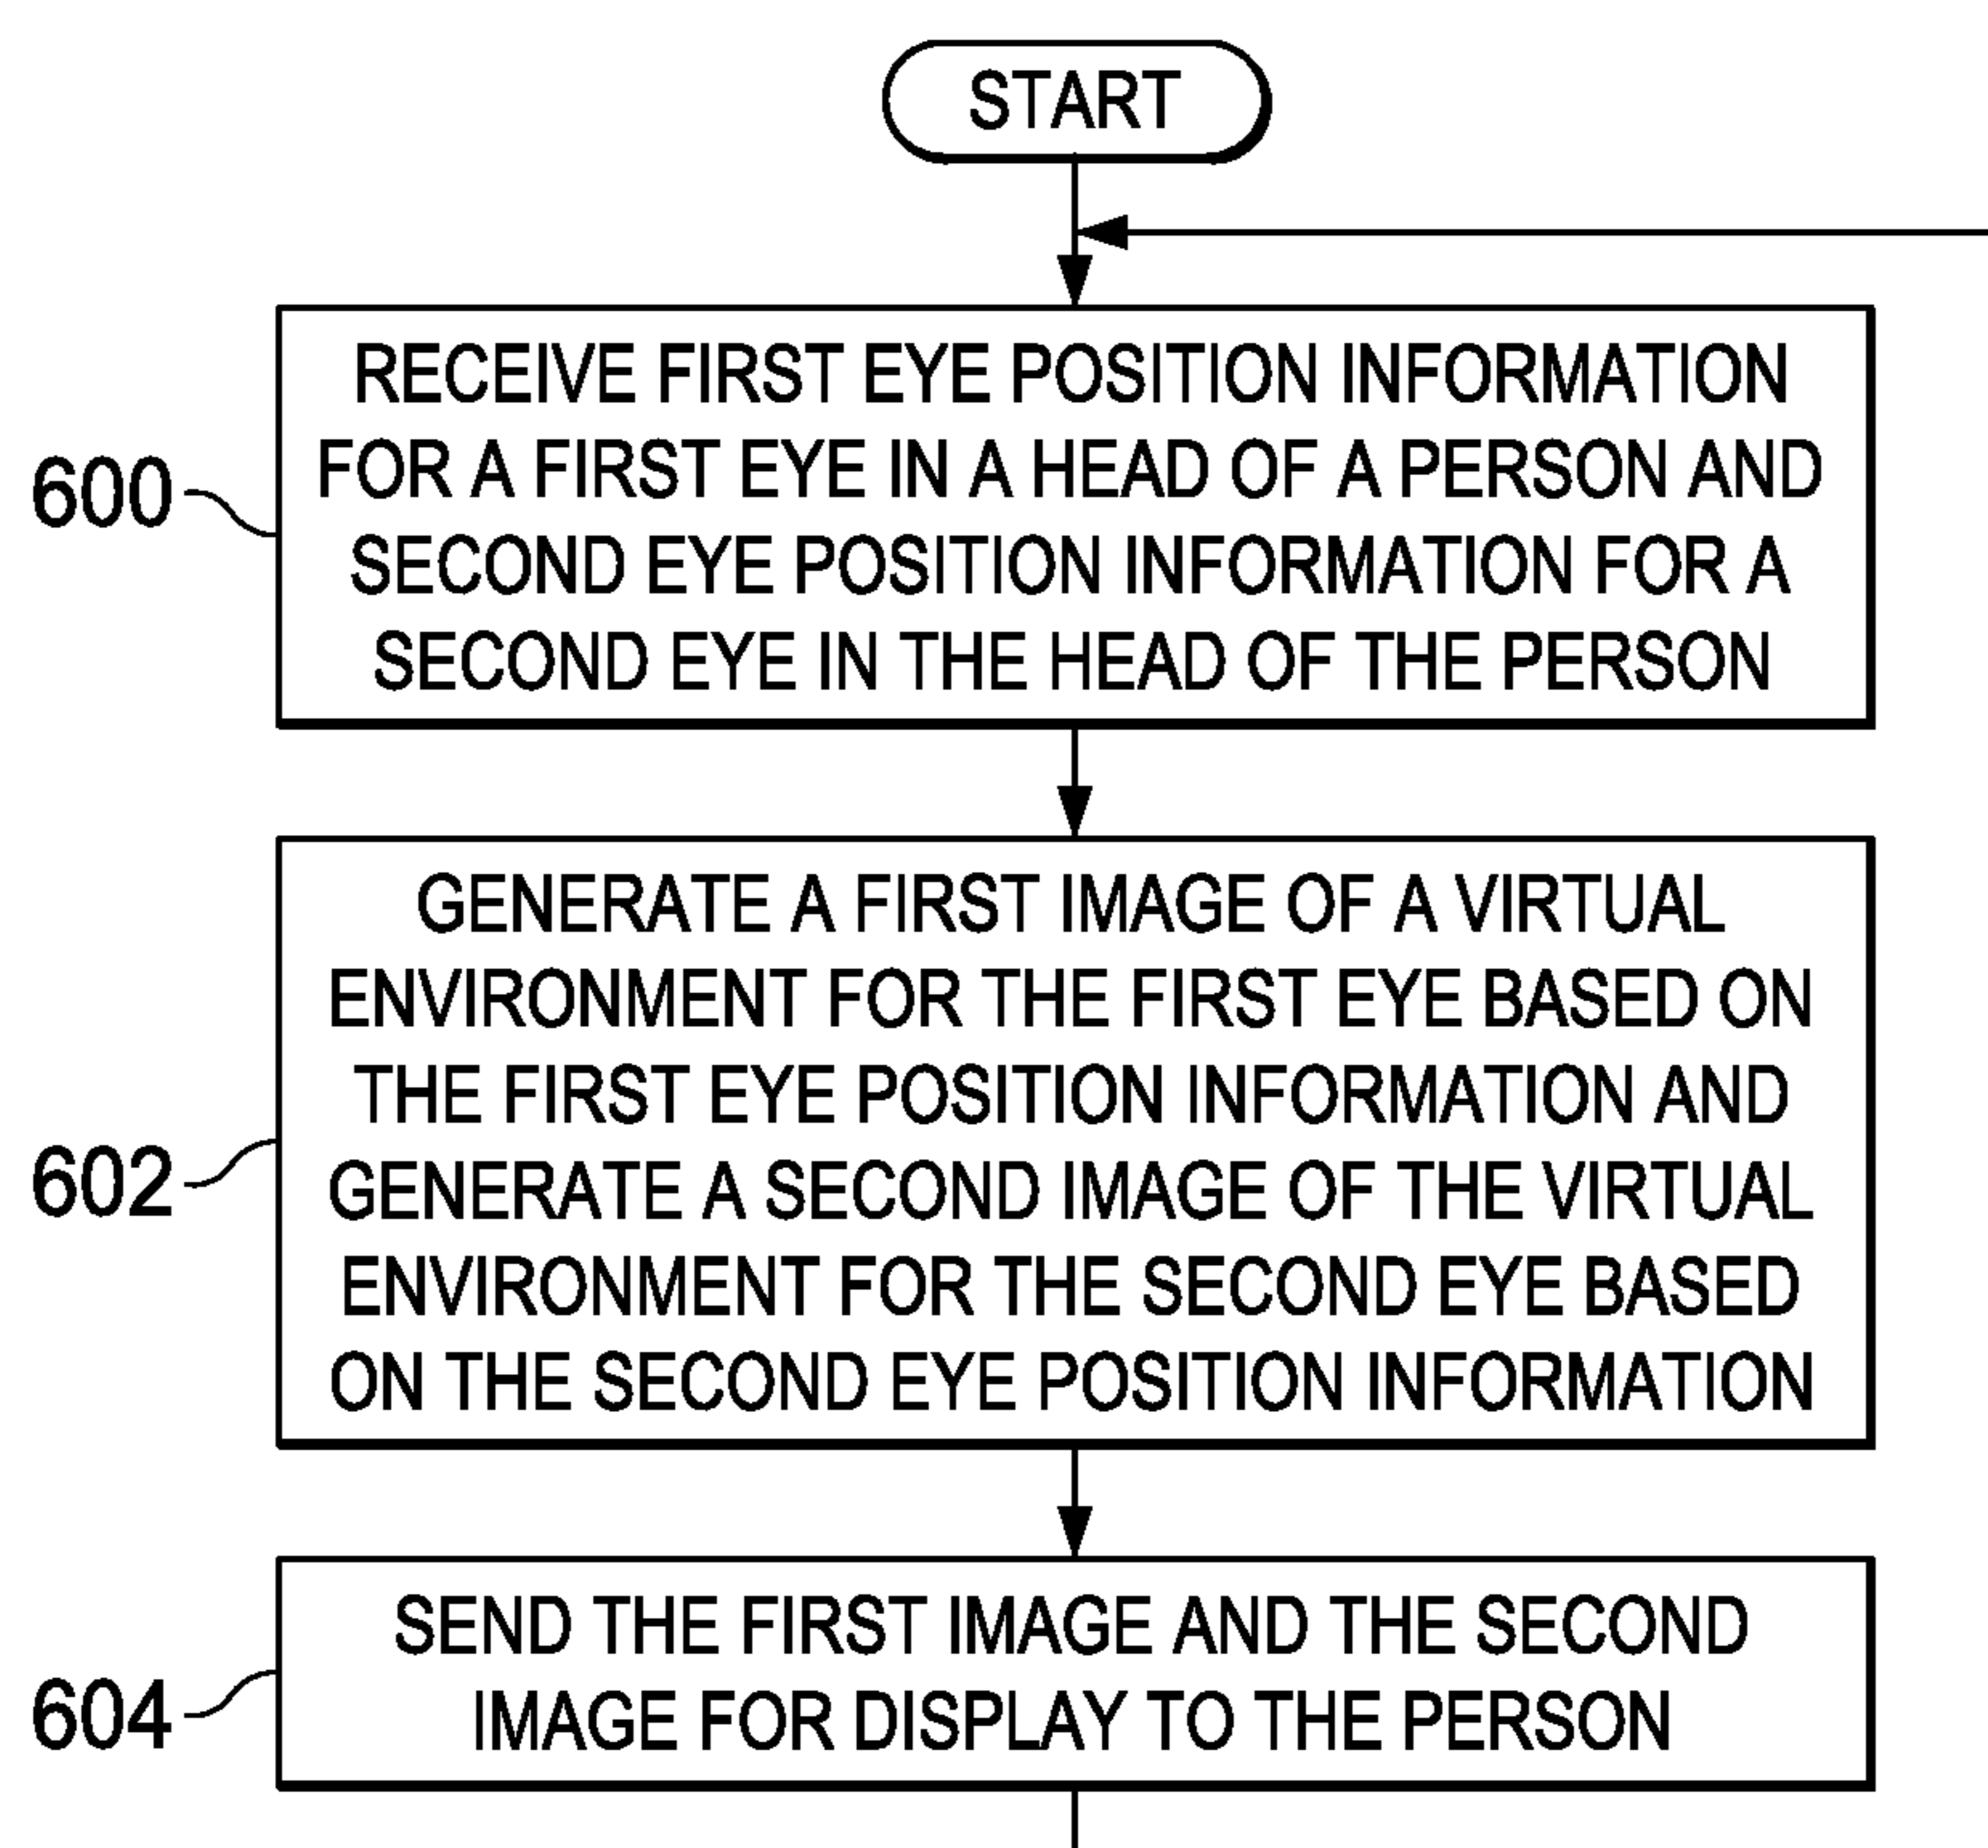 START
RECEIVE FIRST EYE POSITION INFORMATION
FOR A FIRST EYE IN A HEAD OF A PERSON AND
SECOND EYE POSITION INFORMATION FOR A
SECOND EYE IN THE HEAD OF THE PERSON
600
GENERATE A FIRST IMAGE OF A VIRTUAL
ENVIRONMENT FOR THE FIRST EYE BASED ON
THE FIRST EYE POSITION INFORMATION AND
GENERATE A SECOND IMAGE OF THE VIRTUAL
ENVIRONMENT FOR THE SECOND EYE BASED
ON THE SECOND EYE POSITION INFORMATION
602
SEND THE FIRST IMAGE AND THE SECOND
IMAGE FOR DISPLAY TO THE PERSON
604